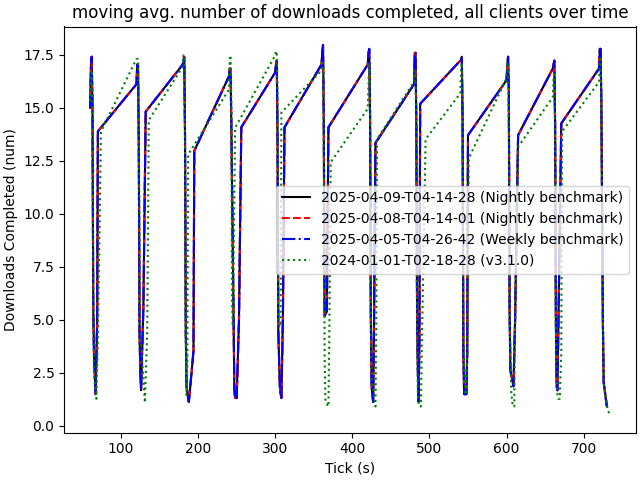 moving avg. number of downloads completed, all clients over time
Downloads Completed (num)
17.5
15.0
12.5
10.0
7.5
5.0
2.5
0.0
2025-04-09-T04-14-28 (Nightly benchmark)
2025-04-08-T04-14-01 (Nightly benchmark)
2025-04-05-T04-26-42 (Weekly benchmark)
2024-01-01-T02-18-28 (v3.1.0)
100 200 300 400 500 600 700
Tick (s)